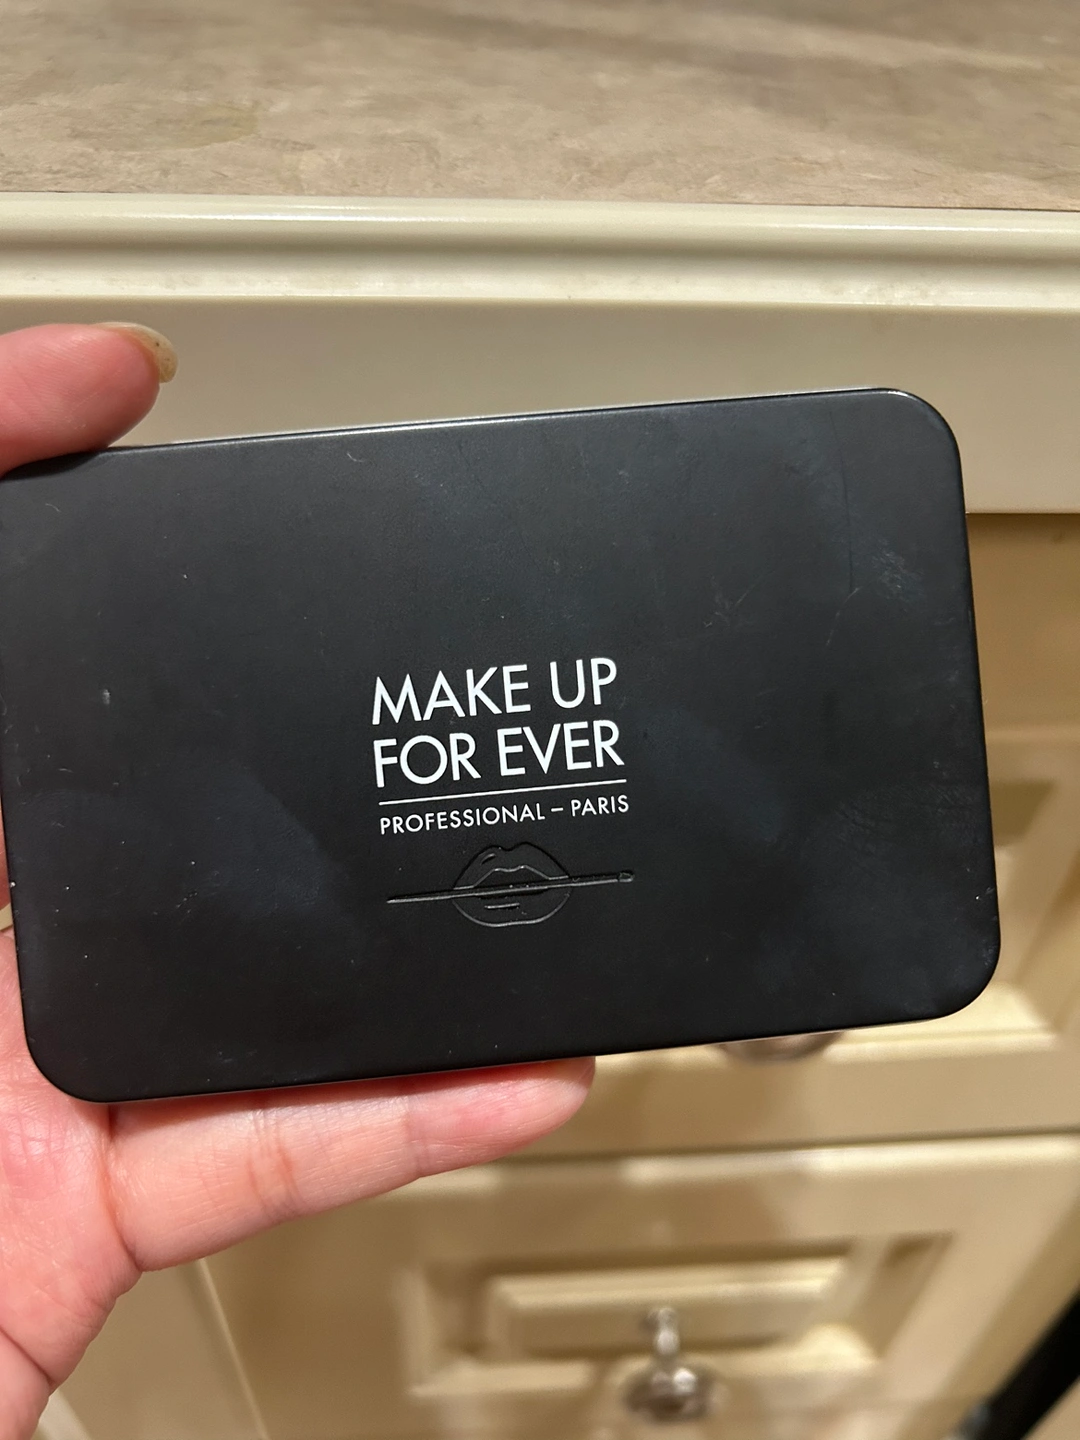 MAKE UP
FOR EVER
PROFESSIONAL – PARIS